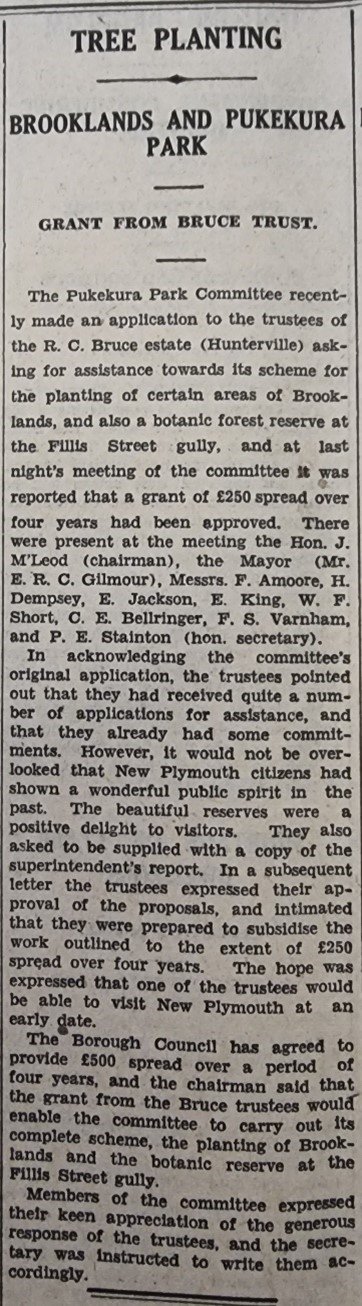 TREE PLANTING
BROOKLANDS AND PUKEKURA
PARK
GRANT FROM BRUCE TRUST.
The Pukekura Park Committee recent-
ly made an application to the trustees of
the R. C. Bruce estate (Hunterville) ask-
ing for assistance towards its scheme for
the planting of certain areas of Brook-
lands, and also a botanic forest reserve at
the Fillis Street gully, and at last
night's meeting of the committee it was
reported that a grant of £250 spread over
four years had been approved. There
were present at the meeting the Hon. J.
M'Leod (chairman), the Mayor (Mr.
E. R. C. Gilmour), Messrs. F. Amoore, H.
Dempsey, E. Jackson, E. King, W. F.
Short, C. E. Bellringer, F. S. Varnham,
and P. E. Stainton (hon. secretary).
In acknowledging the committee's
original application, the trustees pointed
out that they had received quite a num-
ber of applications for assistance, and
that they already had some commit-
ments. However, it would not be over-
looked that New Plymouth citizens had
shown a wonderful public spirit in the
past. The beautiful reserves were a
positive delight to visitors. They also
asked to be supplied with a copy of the
superintendent's report. In a subsequent
letter the trustees expressed their ap-
proval of the proposals, and intimated
that they were prepared to subsidise the
work outlined to the extent of £250
spread over four years. The hope was
expressed that one of the trustees would
be able to visit New Plymouth at an
early date.
The Borough Council has agreed to
provide £500 spread over a period of
four years, and the chairman said that
the grant from the Bruce trustees would
enable the committee to carry out its
complete scheme, the planting of Brook-
lands and the botanic reserve at the
Fillis Street gully.
Members of the committee expressed
their keen appreciation of the generous
response of the trustees, and the secre-
tary was instructed to write them ac-
cordingly.